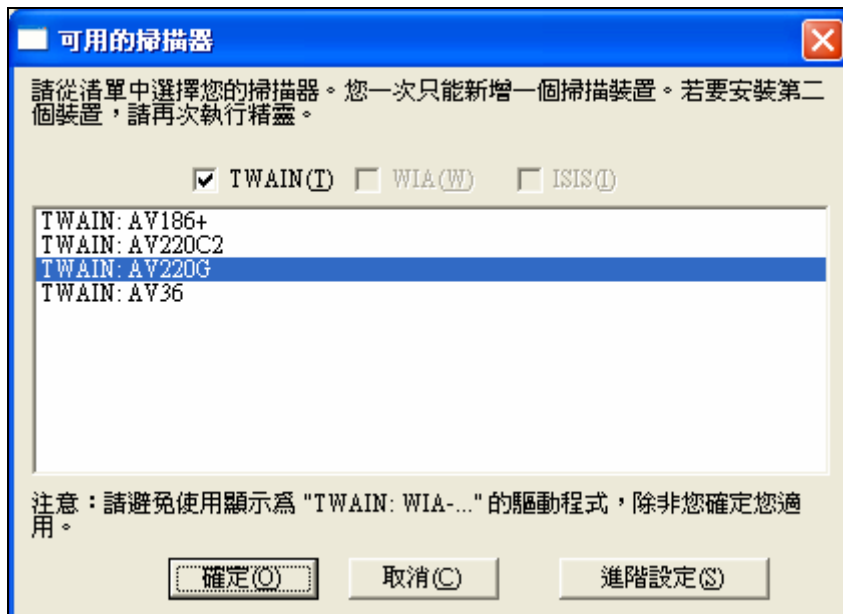 可用的掃描器
請從清單中選擇您的掃描器。您一次只能新增一個掃描裝置。若要安裝第二
個裝置，請再次執行精靈。
TWAIN(T) WIA(W) ISIS(I)
TWAIN: AV186+
TWAIN: AV220C2
TWAIN: AV220G
TWAIN: AV36
注意：請避免使用顯示為 "TWAIN: WIA-..." 的驅動程式，除非您確定您適
用。
確定(O) 取消(C) 進階設定(S)